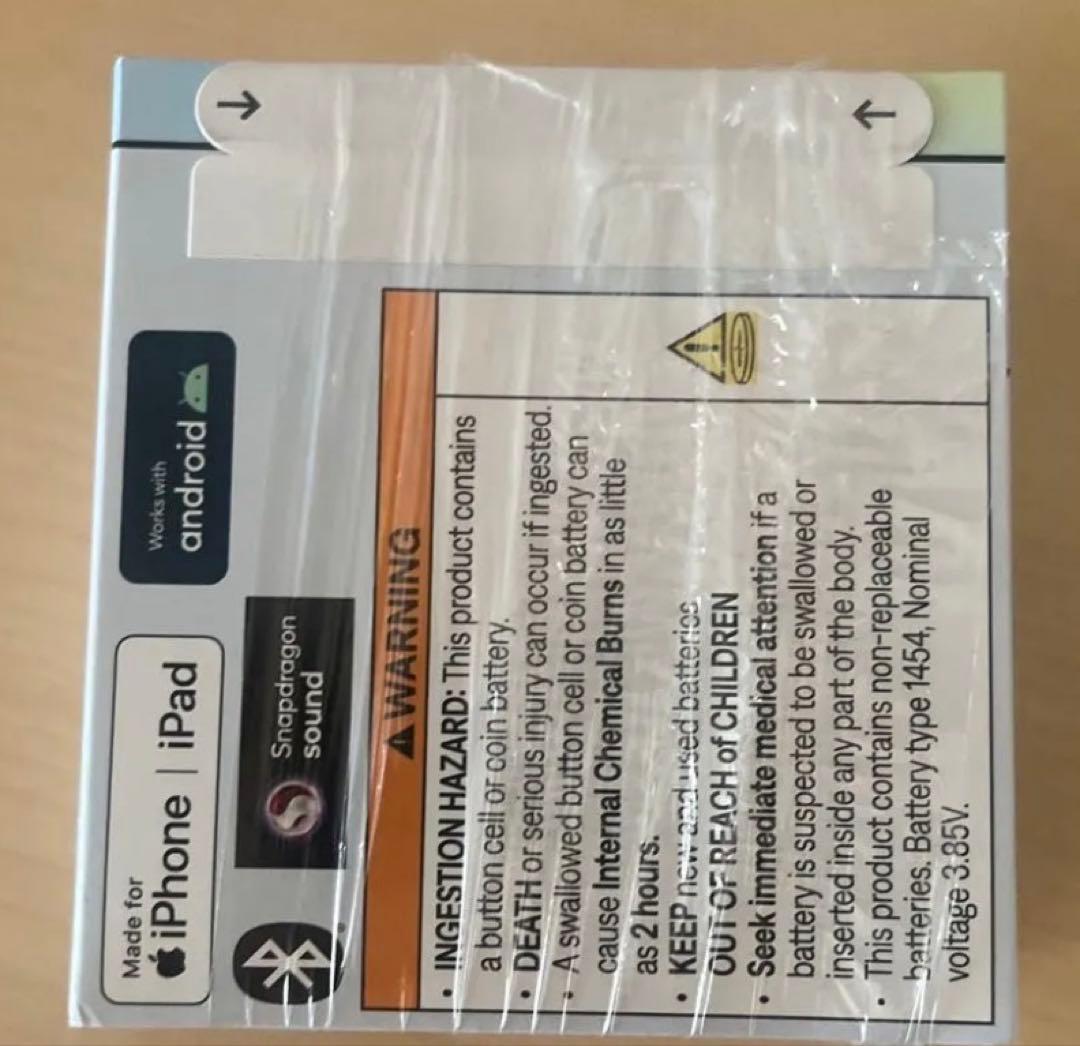 Made for
iPhone | iPad
Works with
android
Snapdragon
sound
WARNING
• INGESTION HAZARD: This product contains
a button cell or coin battery.
• DEATH or serious injury can occur if ingested.
• A swallowed button cell or coin battery can
cause Internal Chemical Burns in as little
as 2 hours.
• KEEP new and used batteries
OUT OF REACH of CHILDREN
• Seek immediate medical attention if a
battery is suspected to be swallowed or
inserted inside any part of the body.
• This product contains non-replaceable
batteries. Battery type 1454, Nominal
voltage 3.85V.